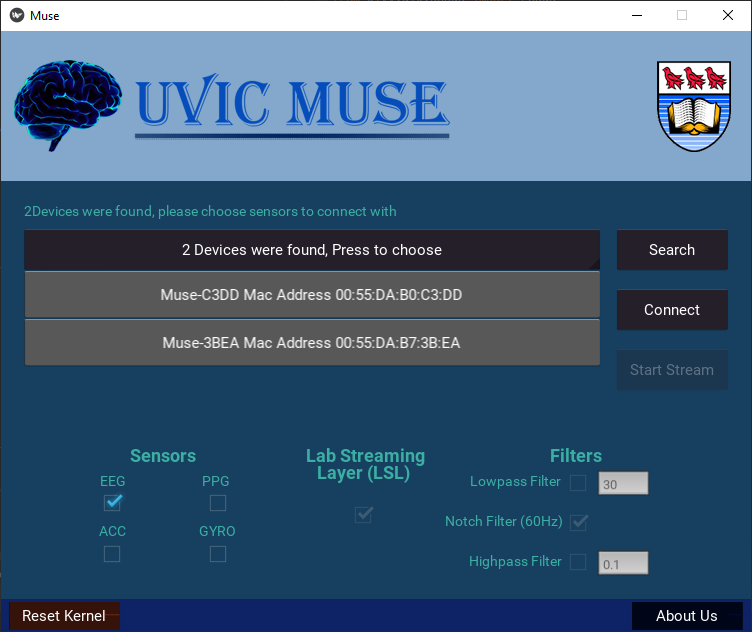 Muse
UVIC MUSE
2Devices were found, please choose sensors to connect with
2 Devices were found, Press to choose
Search
Muse-C3DD Mac Address 00:55:DA:B0:C3:DD
Connect
Muse-3BEA Mac Address 00:55:DA:B7:3B:EA
Start Stream
Sensors
Lab Streaming
Layer (LSL)
Filters
EEG
PPG
Lowpass Filter
30
Notch Filter (60Hz)
ACC
GYRO
Highpass Filter
0.1
Reset Kernel
About Us